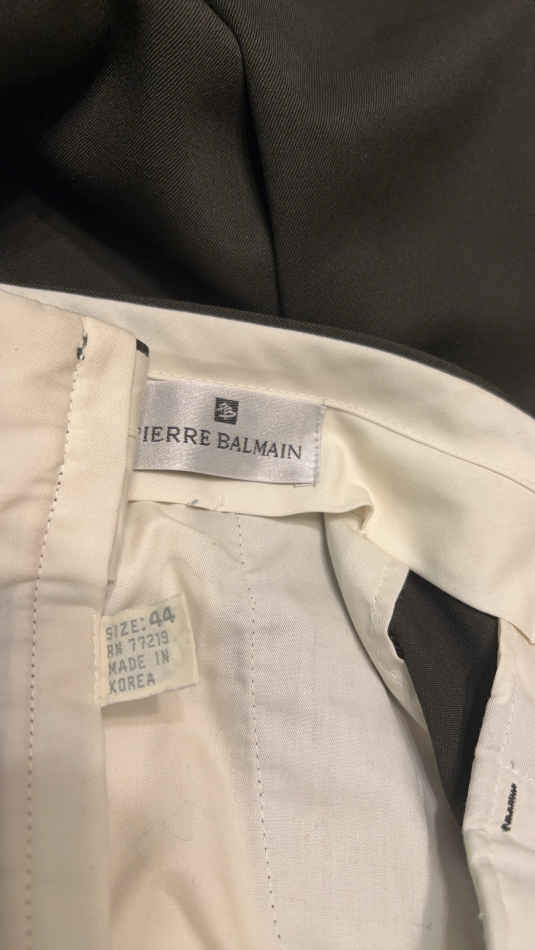 PIERRE BALMAIN
SIZE: 44
RN 77219
MADE IN
KOREA